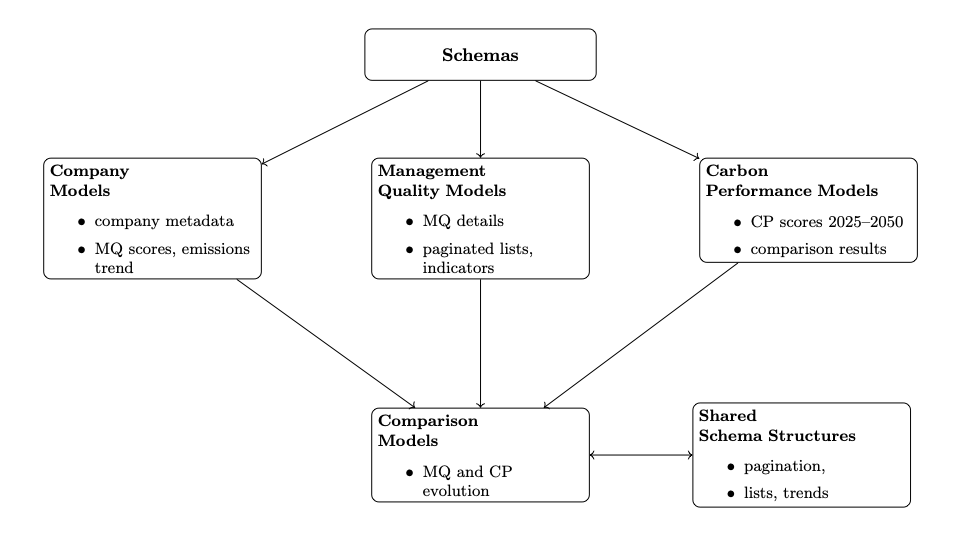 Schemas
Company
Models
• company metadata
• MQ scores, emissions
trend
Management
Quality Models
• MQ details
• paginated lists,
indicators
Carbon
Performance Models
• CP scores 2025–2050
• comparison results
Comparison
Models
• MQ and CP
evolution
Shared
Schema Structures
• pagination,
• lists, trends